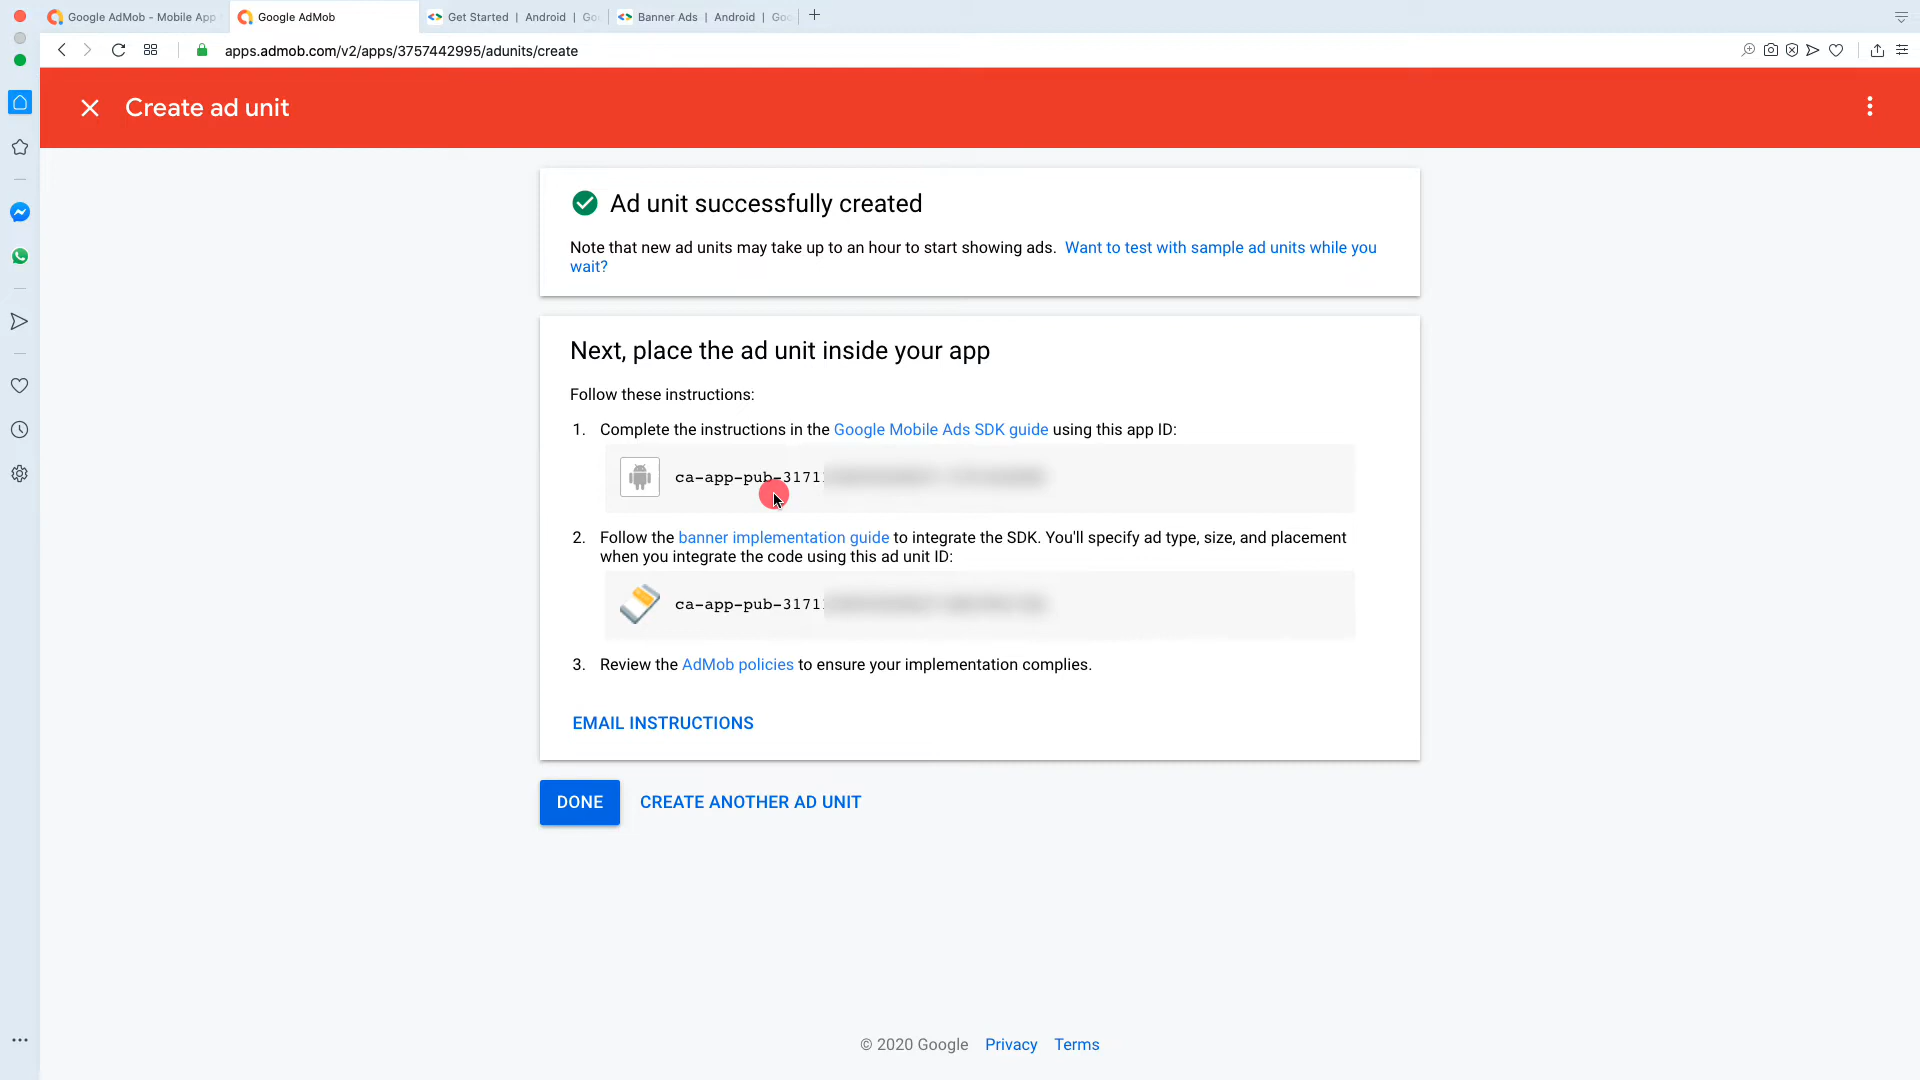 Google AdMob - Mobile App
Google AdMob
Get Started | Android | Go
Banner Ads | Android | Goo
apps.admob.com/v2/apps/3757442995/adunits/create
Create ad unit
Ad unit successfully created
Note that new ad units may take up to an hour to start showing ads. Want to test with sample ad units while you
wait?
Next, place the ad unit inside your app
Follow these instructions:
1. Complete the instructions in the Google Mobile Ads SDK guide using this app ID:
ca-app-pub-3171
2. Follow the banner implementation guide to integrate the SDK. You'll specify ad type, size, and placement
when you integrate the code using this ad unit ID:
ca-app-pub-3171
3. Review the AdMob policies to ensure your implementation complies.
EMAIL INSTRUCTIONS
DONE
CREATE ANOTHER AD UNIT
© 2020 Google Privacy Terms